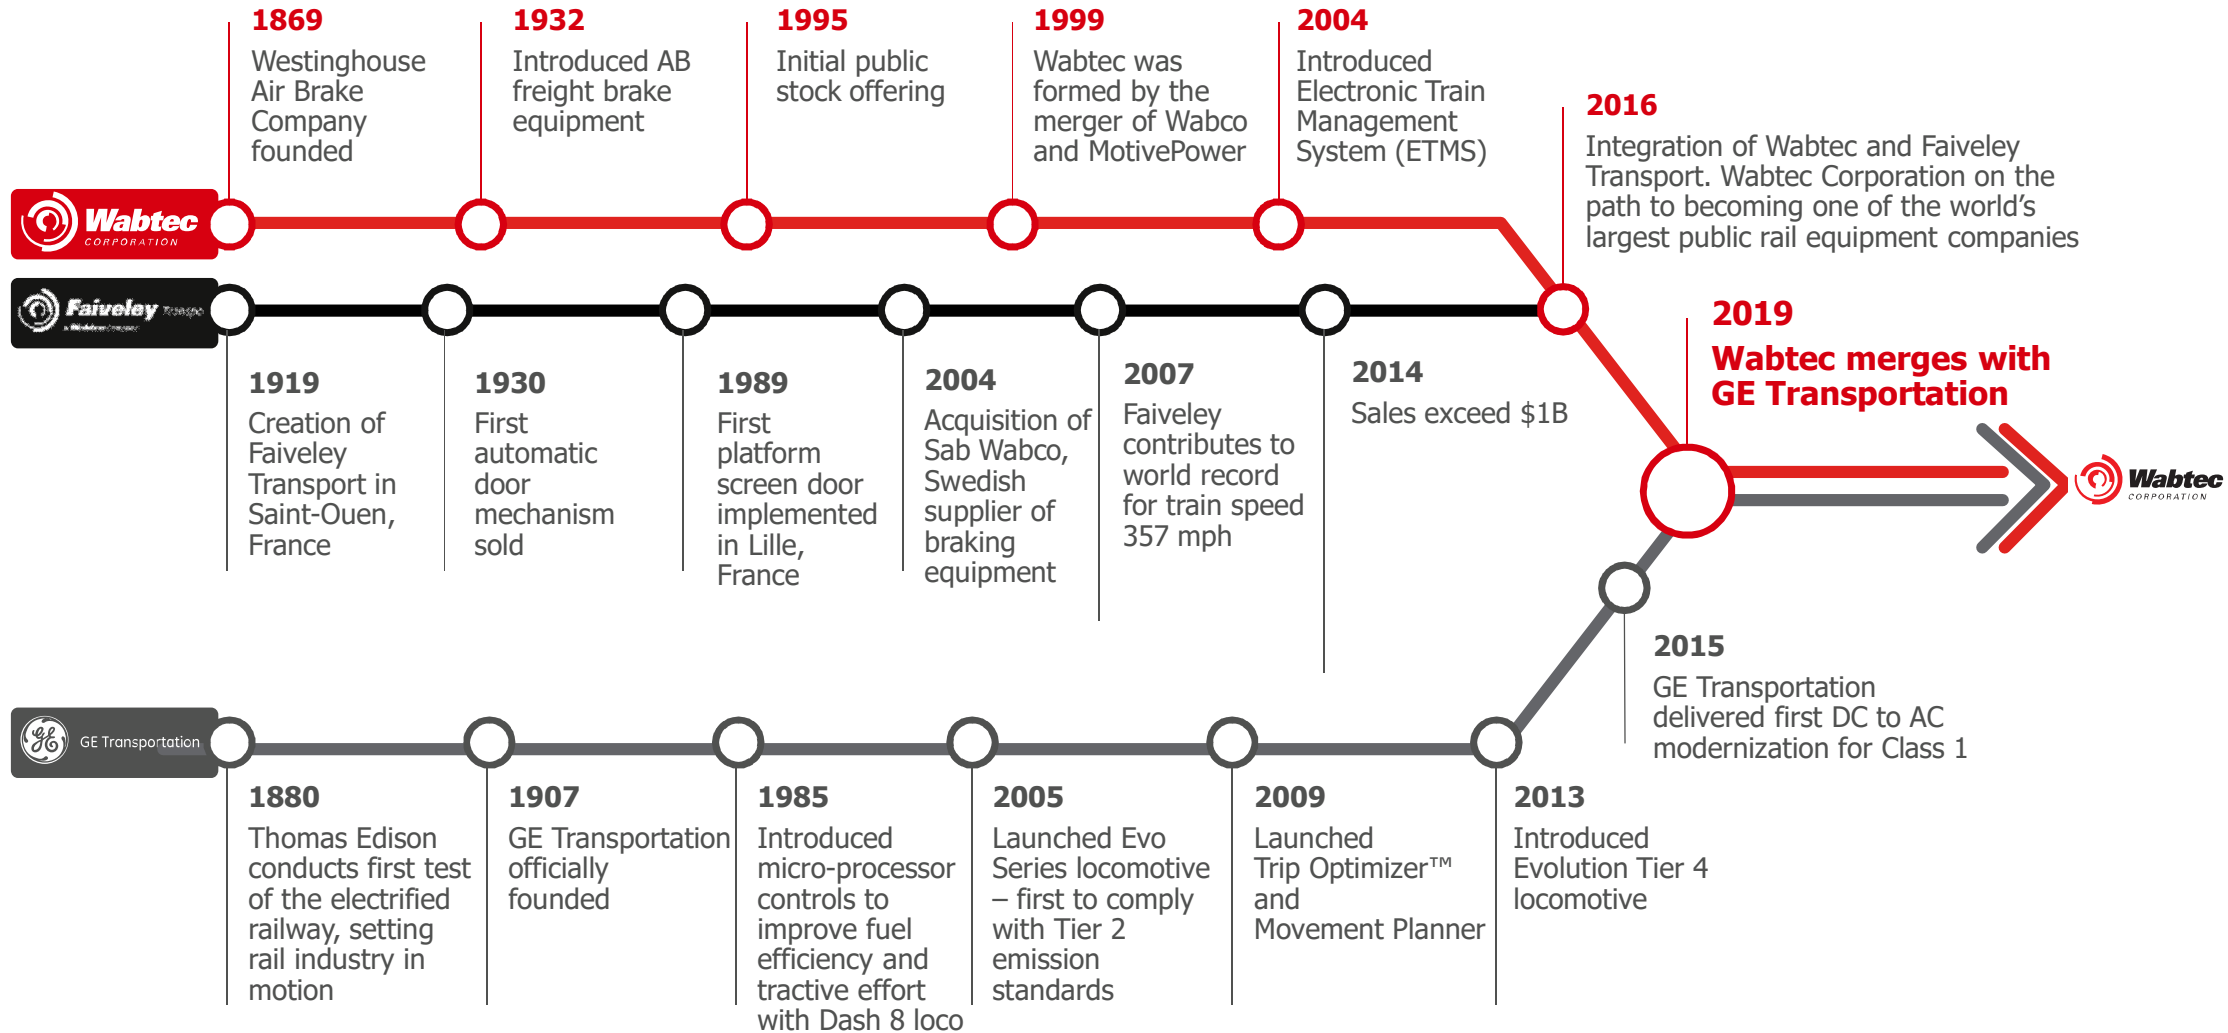 1869
Westinghouse
Air Brake
Company
founded
1932
Introduced AB
freight brake
equipment
1995
Initial public
stock offering
1999
Wabtec was
formed by the
merger of Wabco
and MotivePower
2004
Introduced
Electronic Train
Management
System (ETMS)
2016
Integration of Wabtec and Faiveley
Transport. Wabtec Corporation on the
path to becoming one of the world’s
largest public rail equipment companies
Wabtec
CORPORATION
Faiveley Transpo
2019
Wabtec merges with
GE Transportation
1919
Creation of
Faiveley
Transport in
Saint-Ouen,
France
1930
First
automatic
door
mechanism
sold
1989
First
platform
screen door
implemented
in Lille,
France
2004
Acquisition of
Sab Wabco,
Swedish
supplier of
braking
equipment
2007
Faiveley
contributes to
world record
for train speed
357 mph
2014
Sales exceed $1B
Wabtec
CORPORATION
2015
GE Transportation
delivered first DC to AC
modernization for Class 1
GE Transportation
1880
Thomas Edison
conducts first test
of the electrified
railway, setting
rail industry in
motion
1907
GE Transportation
officially
founded
1985
Introduced
micro-processor
controls to
improve fuel
efficiency and
tractive effort
with Dash 8 loco
2005
Launched Evo
Series locomotive
– first to comply
with Tier 2
emission
standards
2009
Launched
Trip Optimizer™
and
Movement Planner
2013
Introduced
Evolution Tier 4
locomotive